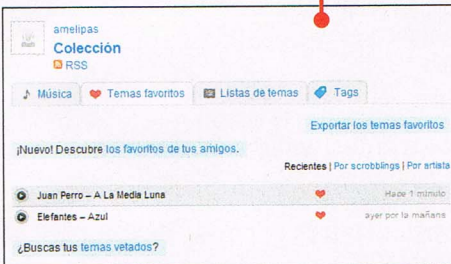 amelipas
Colección
RSS
Música Temas favoritos Listas de temas Tags
Exportar los temas favoritos
¡Nuevo! Descubre los favoritos de tus amigos.
Recientes | Por scrobblings | Por artista
Juan Perro – A La Media Luna Hace 1 minuto
Elefantes – Azul ayer por la mañana
¿Buscas tus temas vetados?